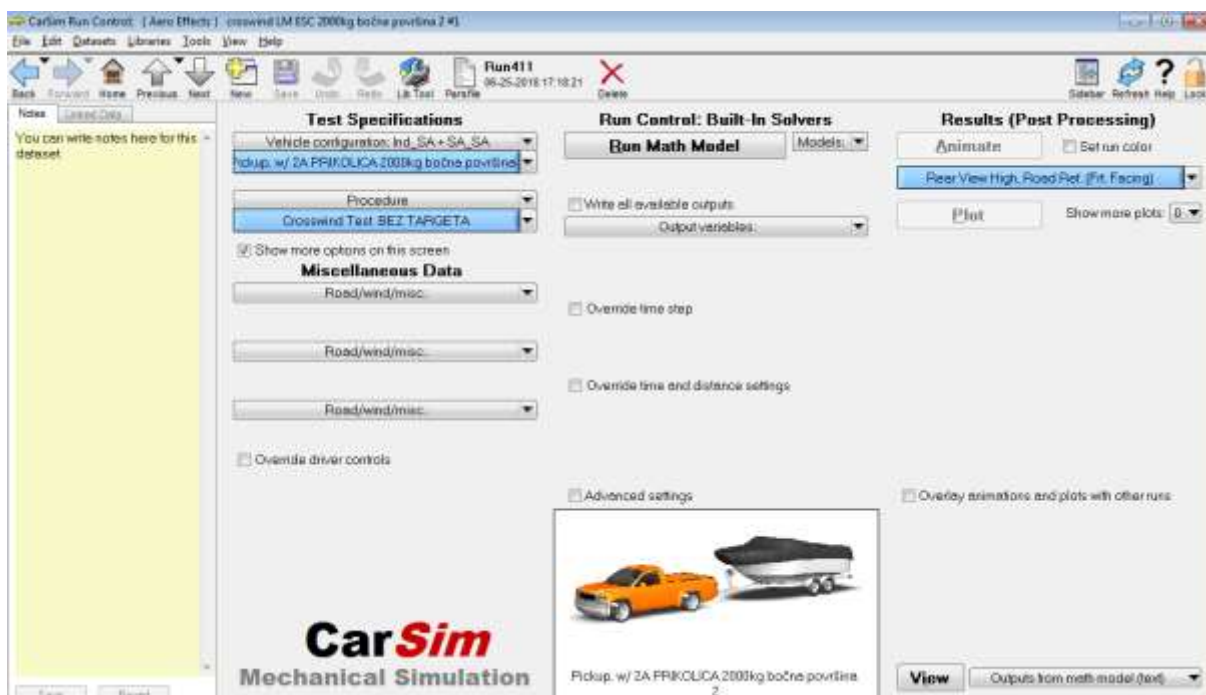 CarSim Run Control; { Aero Effects } crosswind LM ESC 2000kg bočna površina 2 #1
File Edit Datasets Libraries Tools View Help
Back Forward Home Previous Next New Save Undo Redo Lib Tool Parsfile
Run411
06-25-2018 17:18:21
Delete
Sidebar Refresh Help Lock
Notes Linked Data
You can write notes here for this
dataset
Test Specifications
Vehicle configuration: Ind_SA + SA_SA
Pickup. w/ 2A PRIKOLICA 2000kg bočna površina
Procedure
Crosswind Test BEZ TARGETA
Show more options on this screen
Miscellaneous Data
Road/wind/misc.
Road/wind/misc.
Road/wind/misc.
Override driver controls
CarSim
Mechanical Simulation
Run Control: Built-In Solvers
Run Math Model
Models:
Write all available outputs
Output variables:
Override time step
Override time and distance settings
Advanced settings
Pickup. w/ 2A PRIKOLICA 2000kg bočna površina
2
Results (Post Processing)
Animate
Set run color
Rear View High, Road Ref. (Fit, Facing)
Plot
Show more plots: 0
Overlay animations and plots with other runs
View
Outputs from math model (text)